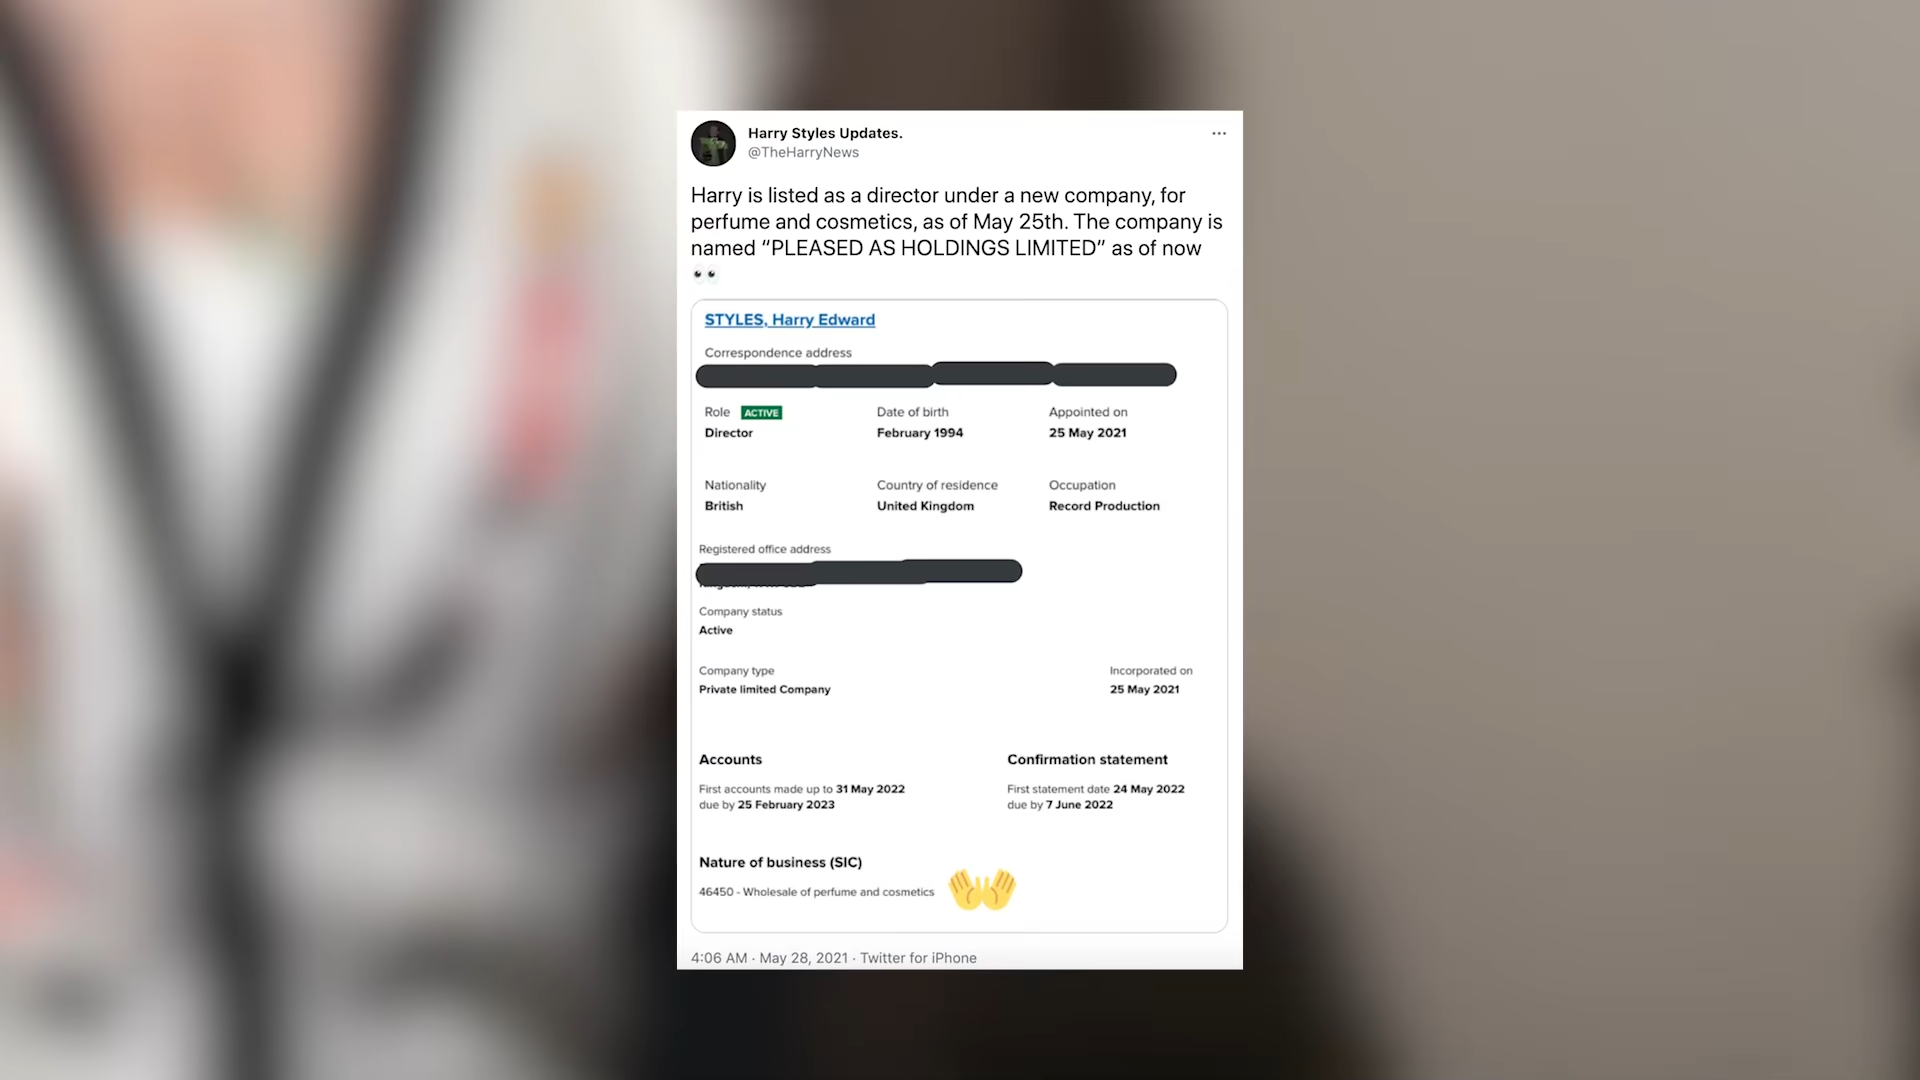 Harry Styles Updates.
@TheHarryNews
Harry is listed as a director under a new company, for
perfume and cosmetics, as of May 25th. The company is
named “PLEASED AS HOLDINGS LIMITED” as of now
STYLES, Harry Edward
Correspondence address
Role ACTIVE Date of birth Appointed on
Director February 1994 25 May 2021
Nationality Country of residence Occupation
British United Kingdom Record Production
Registered office address
Company status
Active
Company type Incorporated on
Private limited Company 25 May 2021
Accounts Confirmation statement
First accounts made up to 31 May 2022 First statement date 24 May 2022
due by 25 February 2023 due by 7 June 2022
Nature of business (SIC)
46450 - Wholesale of perfume and cosmetics
4:06 AM · May 28, 2021 · Twitter for iPhone